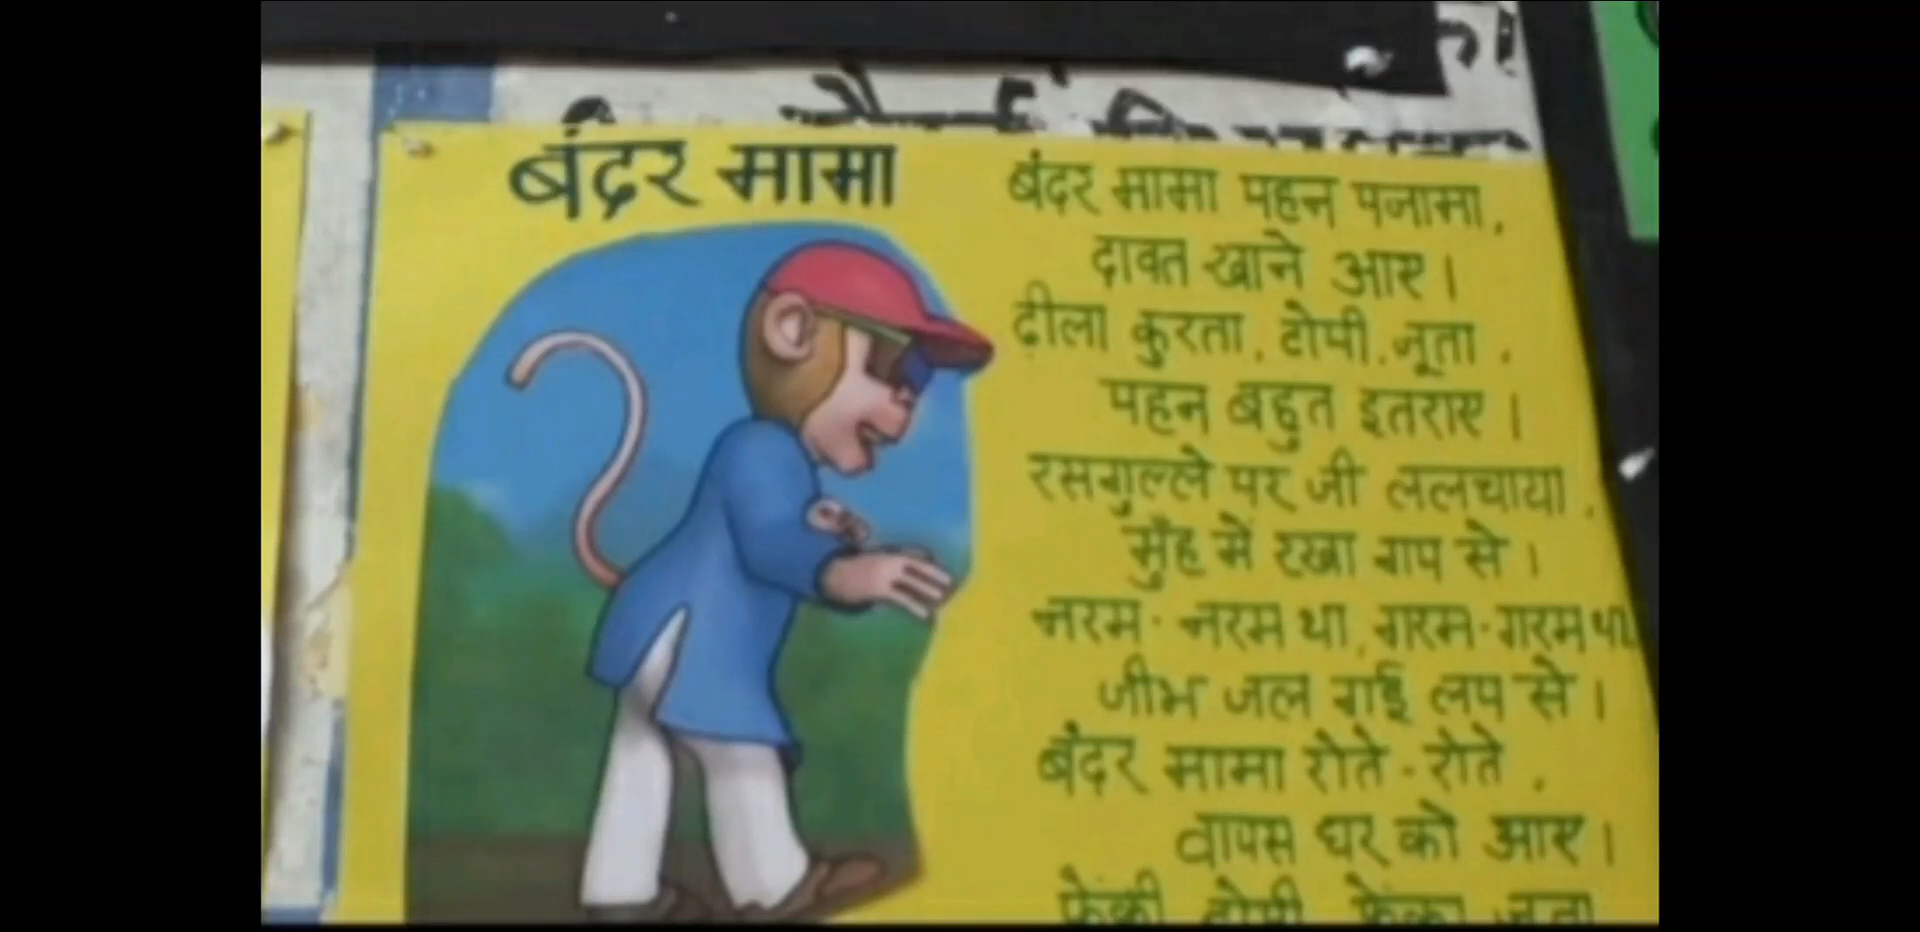 बंदर मामा
बंदर मामा पहन पजामा,
दावत खाने आए।
ढीला कुरता, टोपी, जूता,
पहन बहुत इतराए।
रसगुल्ले पर जी ललचाया,
मुँह में रखा गप से।
नरम-नरम था, गरम-गरम था
जीभ जल गई लप से।
बंदर मामा रोते-रोते,
वापस घर को आए।
फेंकी टोपी, फेंका जूता